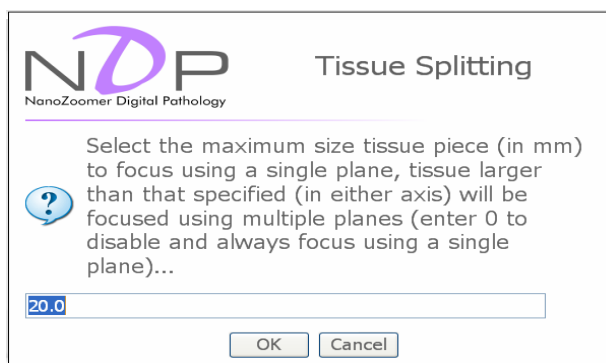 NDP
NanoZoomer Digital Pathology
Tissue Splitting
Select the maximum size tissue piece (in mm)
to focus using a single plane, tissue larger
than that specified (in either axis) will be
focused using multiple planes (enter 0 to
disable and always focus using a single
plane)...
?
20.0
OK
Cancel